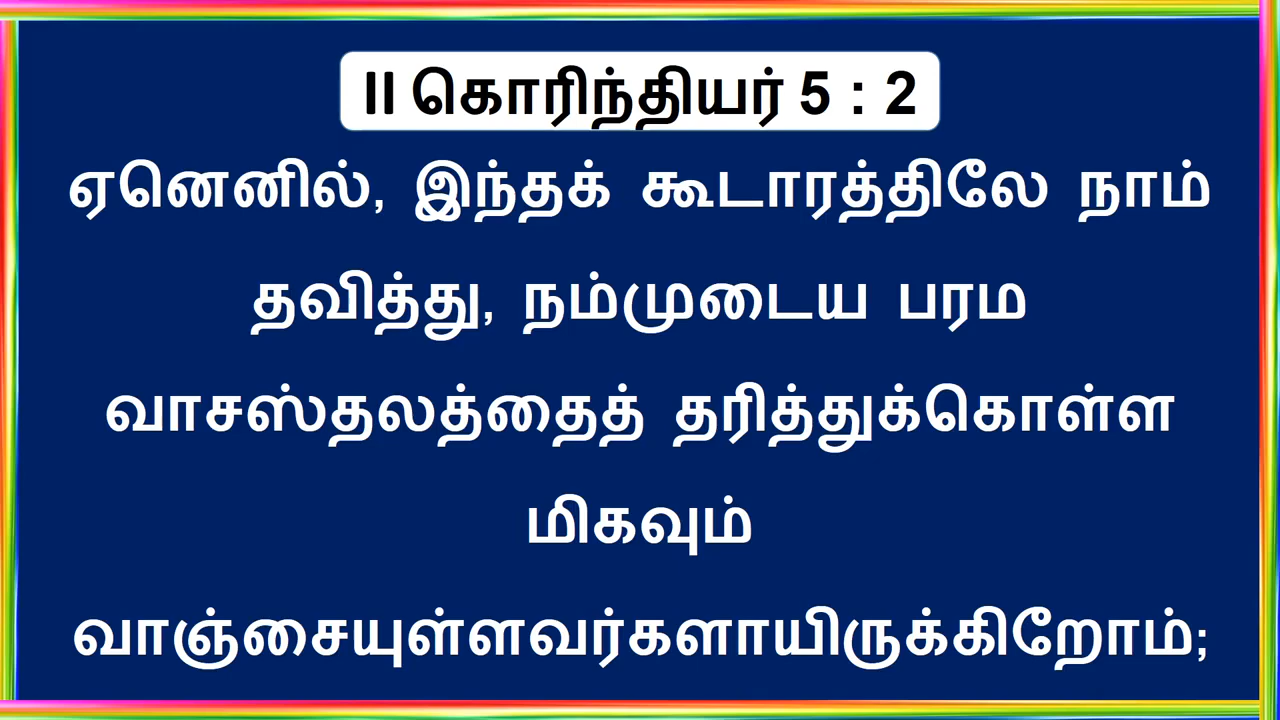 II கொரிந்தியர் 5 : 2
ஏனெனில், இந்தக் கூடாரத்திலே நாம்
தவித்து, நம்முடைய பரம
வாசஸ்தலத்தைத் தரித்துக்கொள்ள
மிகவும்
வாஞ்சையுள்ளவர்களாயிருக்கிறோம்;